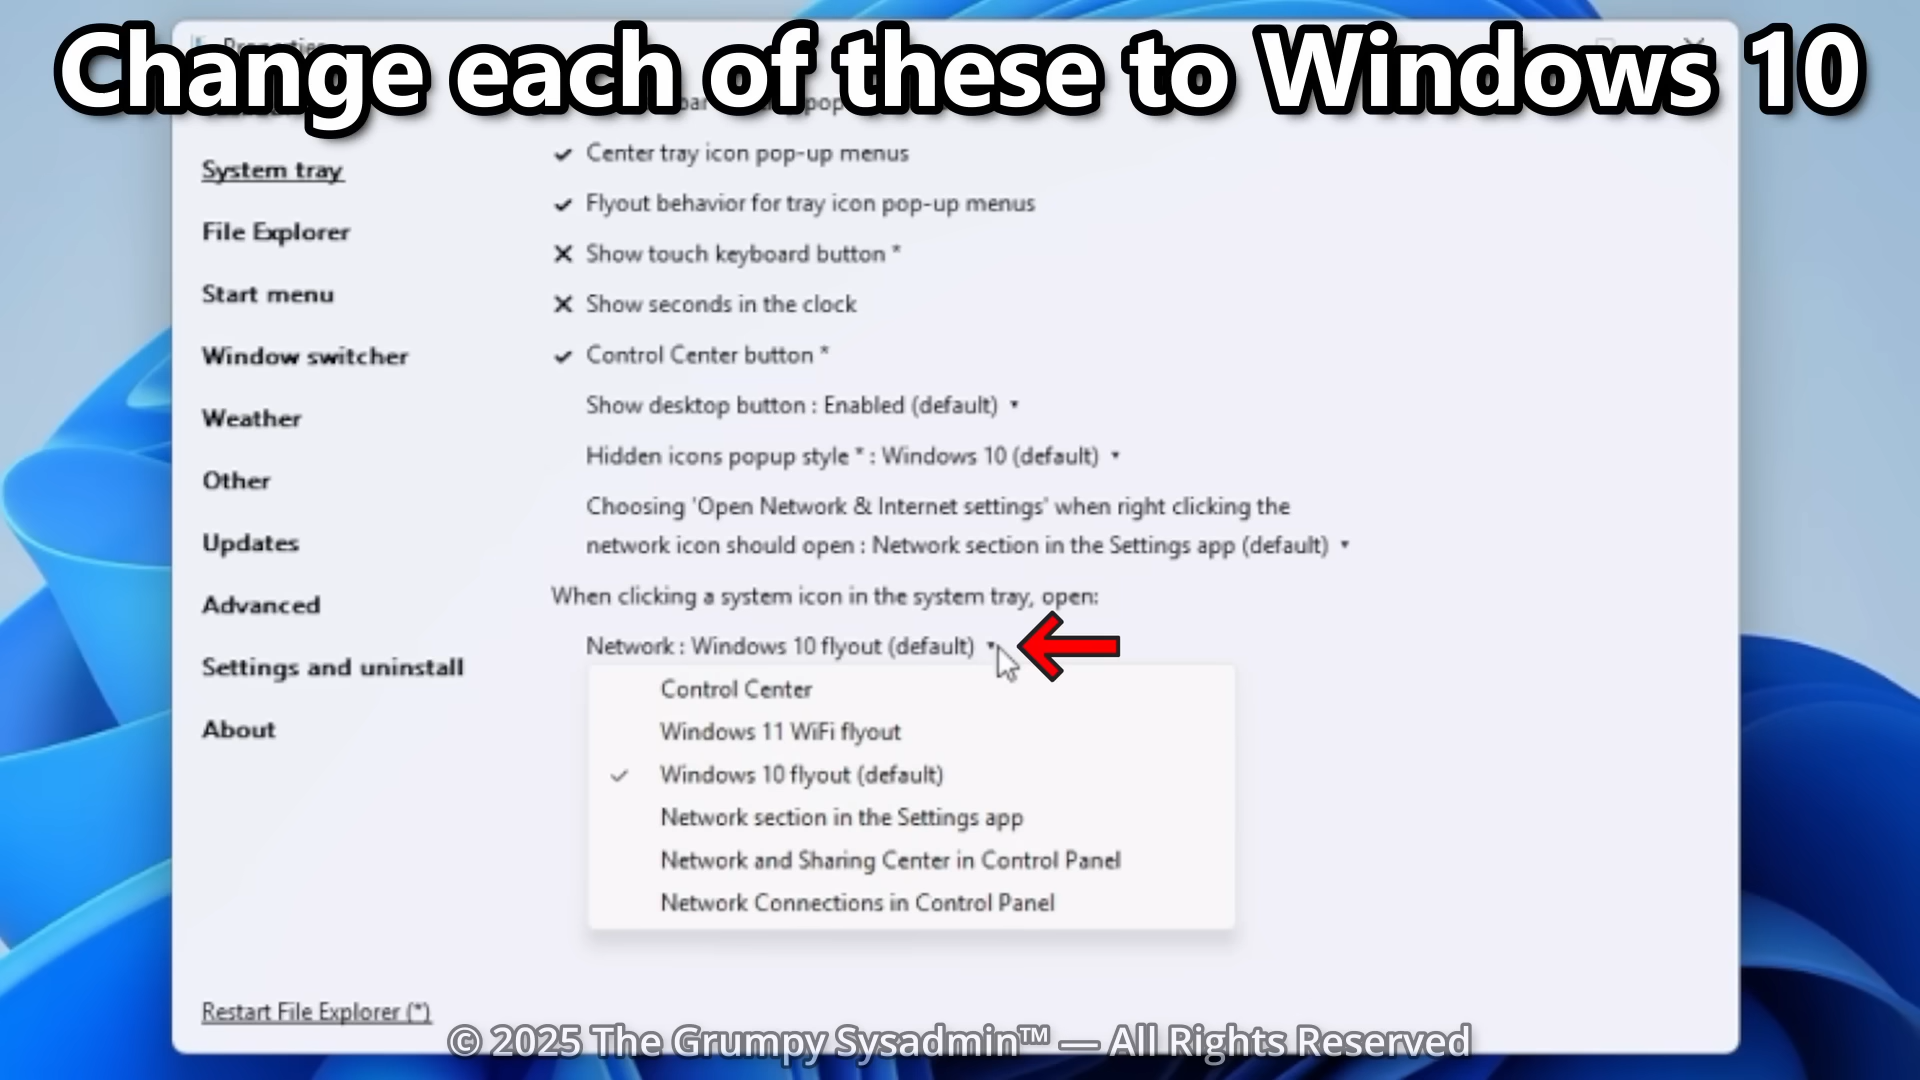 Change each of these to Windows 10
System tray
File Explorer
Start menu
Window switcher
Weather
Other
Updates
Advanced
Settings and uninstall
About
Restart File Explorer (*)
Center tray icon pop-up menus
Flyout behavior for tray icon pop-up menus
Show touch keyboard button *
Show seconds in the clock
Control Center button *
Show desktop button : Enabled (default)
Hidden icons popup style * : Windows 10 (default)
Choosing 'Open Network & Internet settings' when right clicking the
network icon should open : Network section in the Settings app (default)
When clicking a system icon in the system tray, open:
Network : Windows 10 flyout (default)
Control Center
Windows 11 WiFi flyout
Windows 10 flyout (default)
Network section in the Settings app
Network and Sharing Center in Control Panel
Network Connections in Control Panel
© 2025 The Grumpy Sysadmin™ — All Rights Reserved